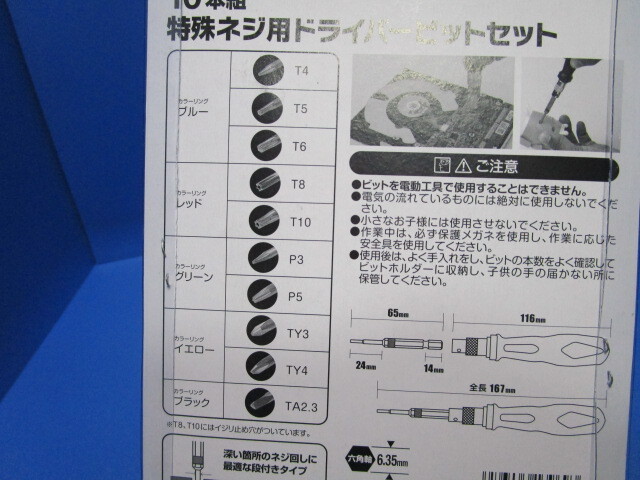 10本組
特殊ネジ用ドライバービットセット
カラーリング
ブルー
T4
T5
T6
カラーリング
レッド
T8
T10
カラーリング
グリーン
P3
P5
カラーリング
イエロー
TY3
TY4
カラーリング
ブラック
TA2.3
※T8、T10にはイジリ止め穴がついています。
深い箇所のネジ回しに
最適な段付きタイプ
ご注意
●ビットを電動工具で使用することはできません。
●電気の流れているものには絶対に使用しないでくだ
さい。
●小さなお子様には使用させないでください。
●作業中は、必ず保護メガネを使用し、作業に応じた
安全具を使用してください。
●使用後は、よく手入れをし、ビットの本数をよく確認して
ビットホルダーに収納し、子供の手の届かない所に
保管してください。
65mm
116mm
24mm
14mm
全長 167mm
六角軸
6.35mm